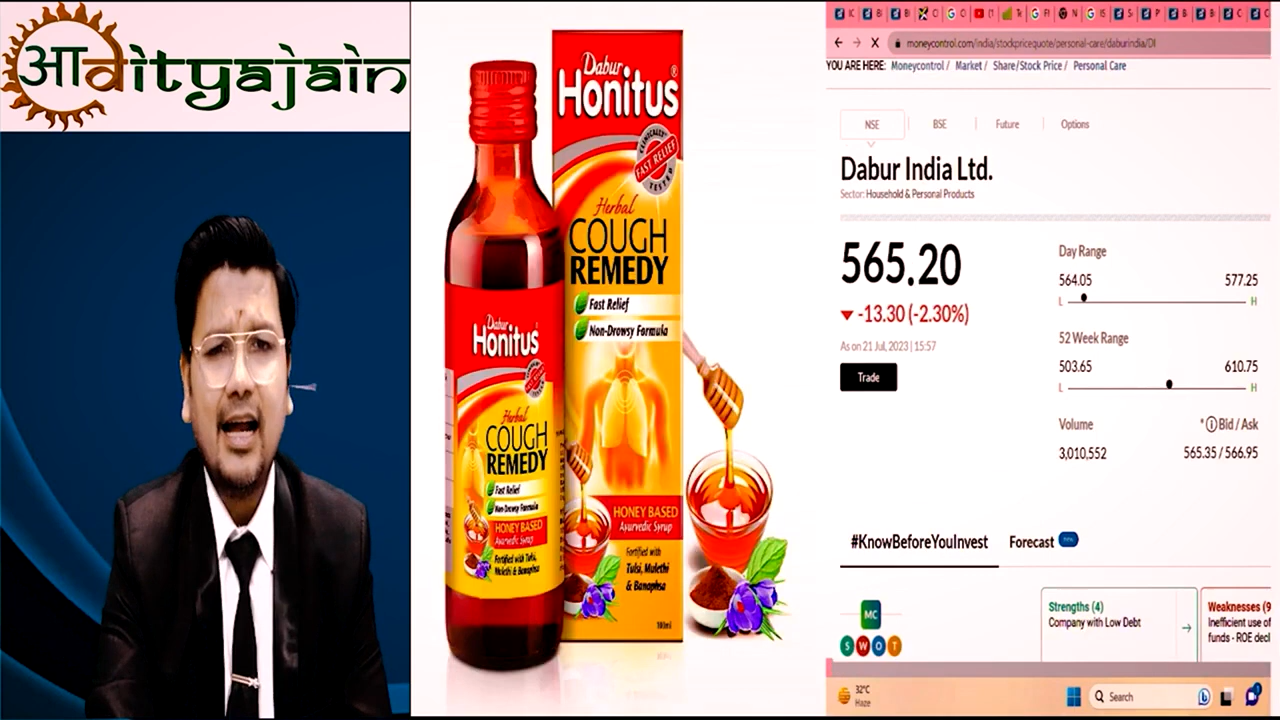 आdityajain
Dabur
Honitus®
CLINICALLY
FAST RELIEF
TESTED
Herbal
COUGH
REMEDY
Fast Relief
Non-Drowsy Formula
HONEY BASED
Ayurvedic Syrup
Fortified with
Tulsi, Mulethi
& Banaphsa
100ml
Dabur
Honitus
Herbal
COUGH
REMEDY
Fast Relief
Non-Drowsy Formula
HONEY BASED
Ayurvedic Syrup
Fortified with Tulsi,
Mulethi & Banaphsa
moneycontrol.com/india/stockpricequote/personal-care/daburindia/DI
YOU ARE HERE: Moneycontrol / Market / Share/Stock Price / Personal Care
NSE BSE Future Options
Dabur India Ltd.
Sector: Household & Personal Products
565.20
-13.30 (-2.30%)
As on 21 Jul, 2023 | 15:57
Trade
Day Range
564.05 577.25
L H
52 Week Range
503.65 610.75
L H
Volume * Bid / Ask
3,010,552 565.35 / 566.95
#KnowBeforeYouInvest Forecast
MC
S W O T
Strengths (4)
Company with Low Debt
Weaknesses (9
Inefficient use of
funds - ROE decl
32°C
Haze
Search